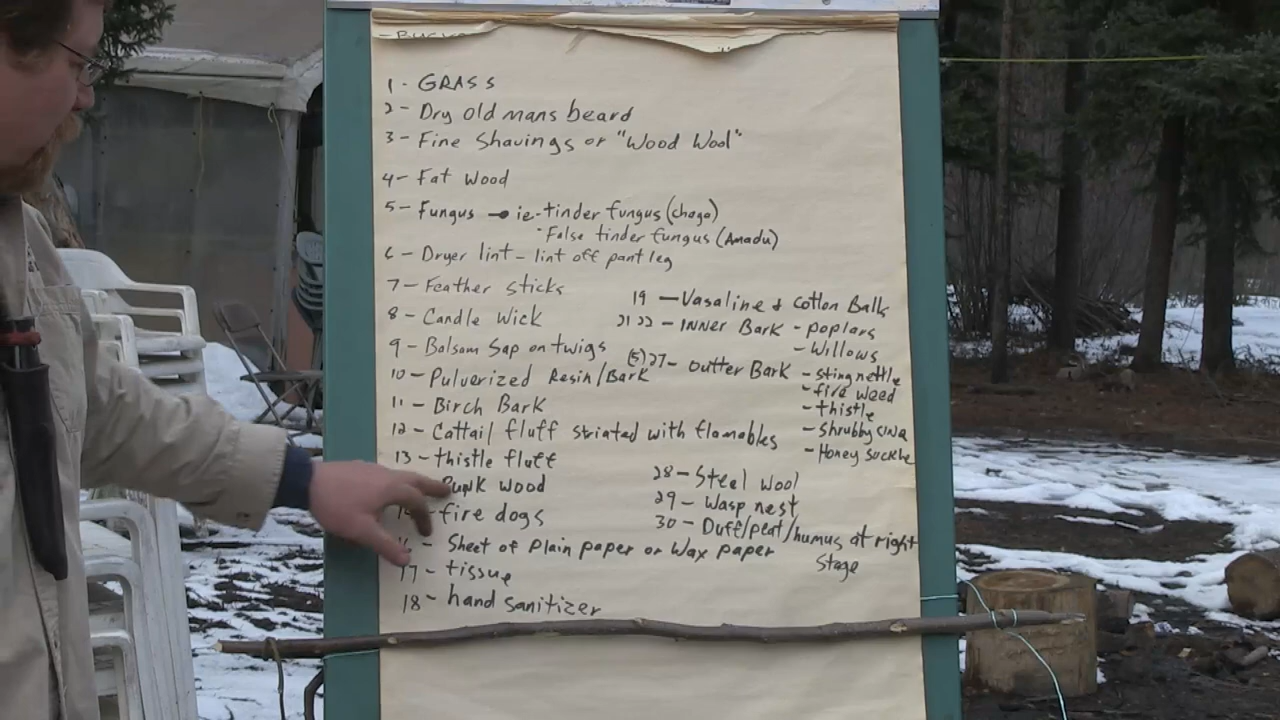 1 - GRASS
2 - Dry old mans beard
3 - Fine Shavings or "Wood Wool"
4 - Fat Wood
5 - Fungus → ie - tinder fungus (chaga)
- False tinder fungus (Amadu)
6 - Dryer lint - lint off pant leg
7 - Feather sticks
8 - Candle Wick
9 - Balsam Sap on twigs
10 - Pulverized Resin/Bark
11 - Birch Bark
12 - Cattail fluff striated with flamables
13 - thistle fluff
Punk wood
fire dogs
- Sheet of Plain paper or Wax paper
17 - tissue
18 - hand sanitizer
19 - Vasaline & Cotton Balls
21 22 - INNER Bark - poplars
- Willows
(5) 27 - outter Bark - sting nettle
- fire weed
- thistle
- Shrubby
- Honey suckle
28 - Steel wool
29 - Wasp nest
30 - Duff/peat/humus at right
Stage